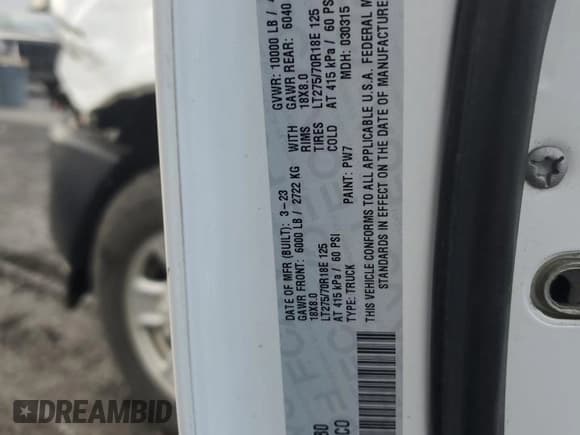 DATE OF MFR (BUILT): 3-23 GVWR: 10000 LB /
GAWR FRONT: 6000 LB / 2722 KG WITH GAWR REAR: 6040
18X8.0 RIMS 18X8.0
LT275/70R18E 125 TIRES LT275/70R18E 125
AT 415 kPa / 60 PSI COLD AT 415 kPa / 60 PS
TYPE: TRUCK PAINT: PW7 MDH: 030315
THIS VEHICLE CONFORMS TO ALL APPLICABLE U.S.A. FEDERAL M
STANDARDS IN EFFECT ON THE DATE OF MANUFACTURE
DREAMBID